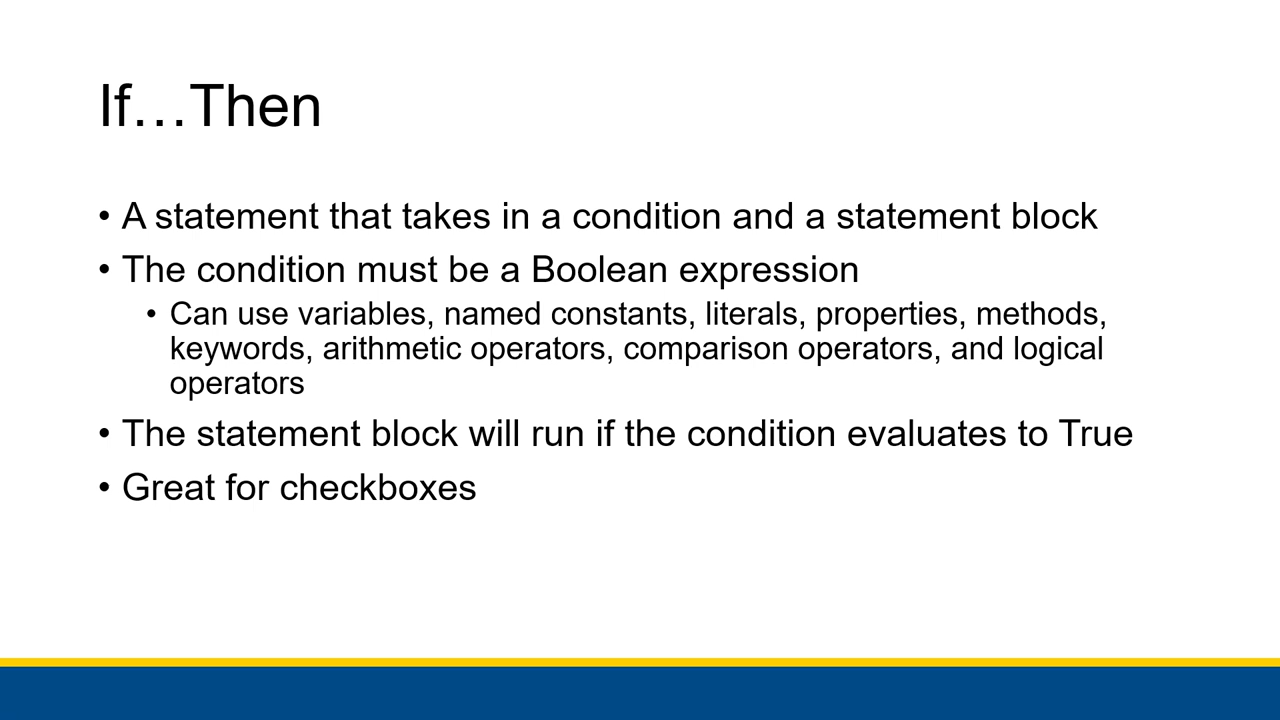 If…Then
• A statement that takes in a condition and a statement block
• The condition must be a Boolean expression
• Can use variables, named constants, literals, properties, methods,
keywords, arithmetic operators, comparison operators, and logical
operators
• The statement block will run if the condition evaluates to True
• Great for checkboxes